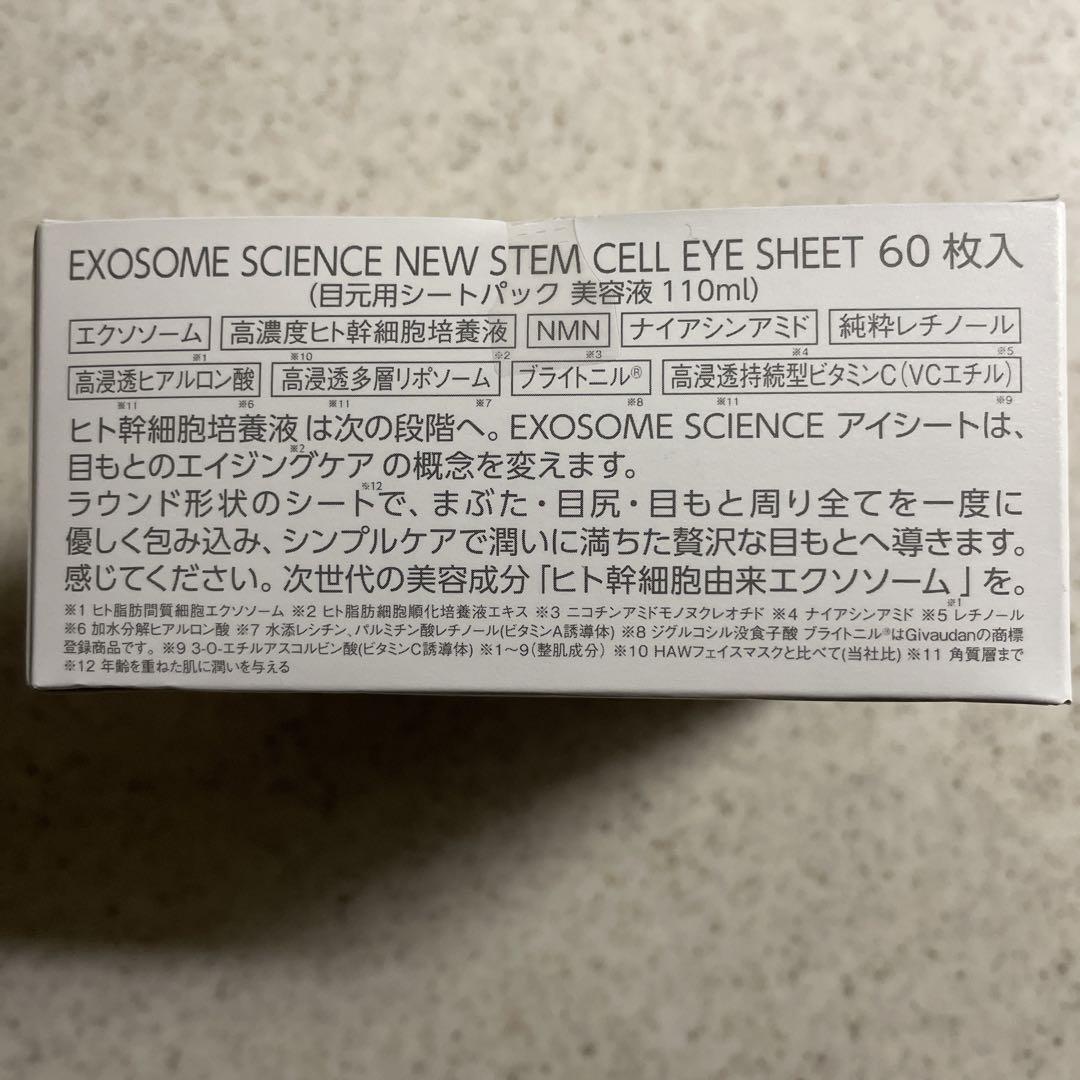 EXOSOME SCIENCE NEW STEM CELL EYE SHEET 60 枚入
(目元用シートパック 美容液 110ml)
エクソソーム※1 高濃度ヒト幹細胞培養液※10 ※2 NMN※3 ナイアシンアミド※4 純粋レチノール※5
高浸透ヒアルロン酸※11 ※6 高浸透多層リポソーム※11 ※7 ブライトニル®※8 高浸透持続型ビタミンC(VCエチル)※11 ※9
ヒト幹細胞培養液※2は次の段階へ。EXOSOME SCIENCE アイシートは、
目もとのエイジングケア※12の概念を変えます。
ラウンド形状のシートで、まぶた・目尻・目もと周り全てを一度に
優しく包み込み、シンプルケアで潤いに満ちた贅沢な目もとへ導きます。
感じてください。次世代の美容成分「ヒト幹細胞由来エクソソーム※1」を。
※1 ヒト脂肪間質細胞エクソソーム ※2 ヒト脂肪細胞順化培養液エキス ※3 ニコチンアミドモノヌクレオチド ※4 ナイアシンアミド ※5 レチノール
※6 加水分解ヒアルロン酸 ※7 水添レシチン、パルミチン酸レチノール(ビタミンA誘導体) ※8 ジグルコシル没食子酸 ブライトニル®はGivaudanの商標
登録商品です。※9 3-O-エチルアスコルビン酸(ビタミンC誘導体) ※1〜9(整肌成分) ※10 HAWフェイスマスクと比べて(当社比) ※11 角質層まで
※12 年齢を重ねた肌に潤いを与える